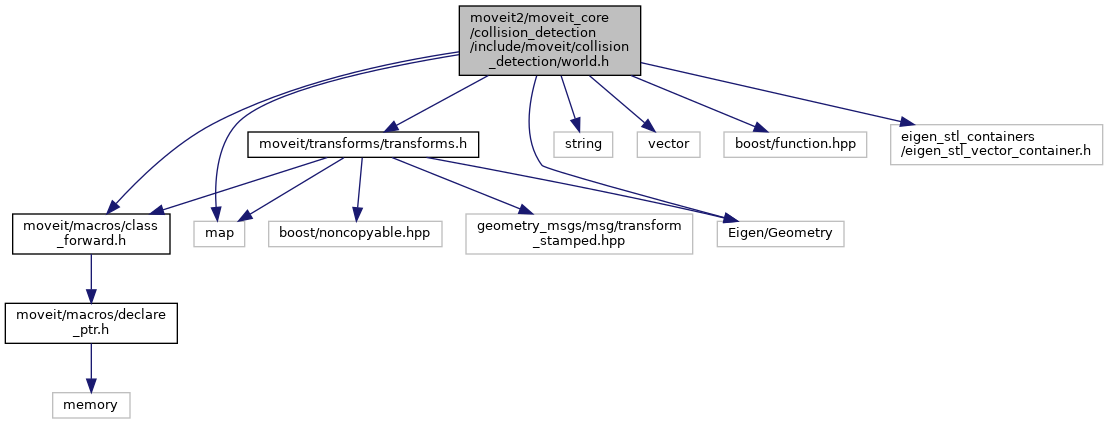 moveit2/moveit_core
/collision_detection
/include/moveit/collision
_detection/world.h
moveit/transforms/transforms.h
string
vector
boost/function.hpp
eigen_stl_containers
/eigen_stl_vector_container.h
moveit/macros/class
_forward.h
map
boost/noncopyable.hpp
geometry_msgs/msg/transform
_stamped.hpp
Eigen/Geometry
moveit/macros/declare
_ptr.h
memory